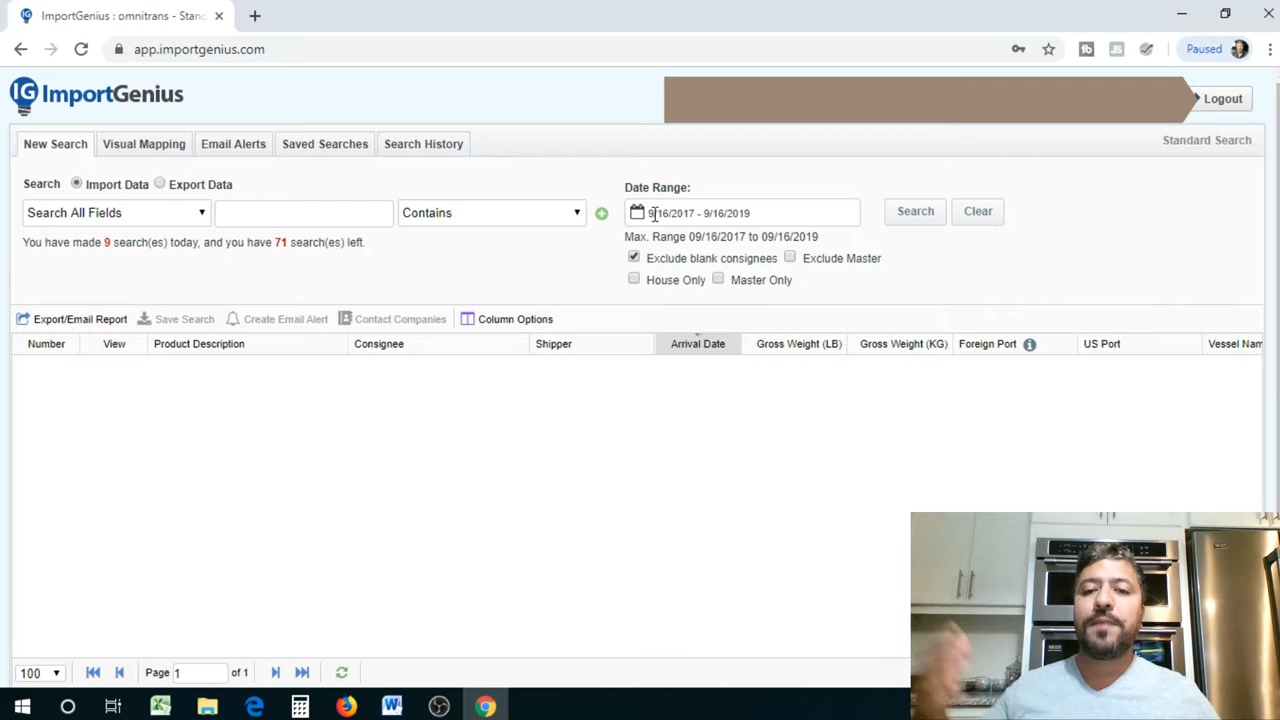 ImportGenius : omnitrans - Stand
app.importgenius.com
Paused
IG ImportGenius
Logout
New Search
Visual Mapping
Email Alerts
Saved Searches
Search History
Standard Search
Search Import Data Export Data
Date Range:
Search All Fields
Contains
9/16/2017 - 9/16/2019
Search
Clear
You have made 9 search(es) today, and you have 71 search(es) left.
Max. Range 09/16/2017 to 09/16/2019
Exclude blank consignees
Exclude Master
House Only
Master Only
Export/Email Report
Save Search
Create Email Alert
Contact Companies
Column Options
Number
View
Product Description
Consignee
Shipper
Arrival Date
Gross Weight (LB)
Gross Weight (KG)
Foreign Port
US Port
Vessel Nam
100
Page 1 of 1